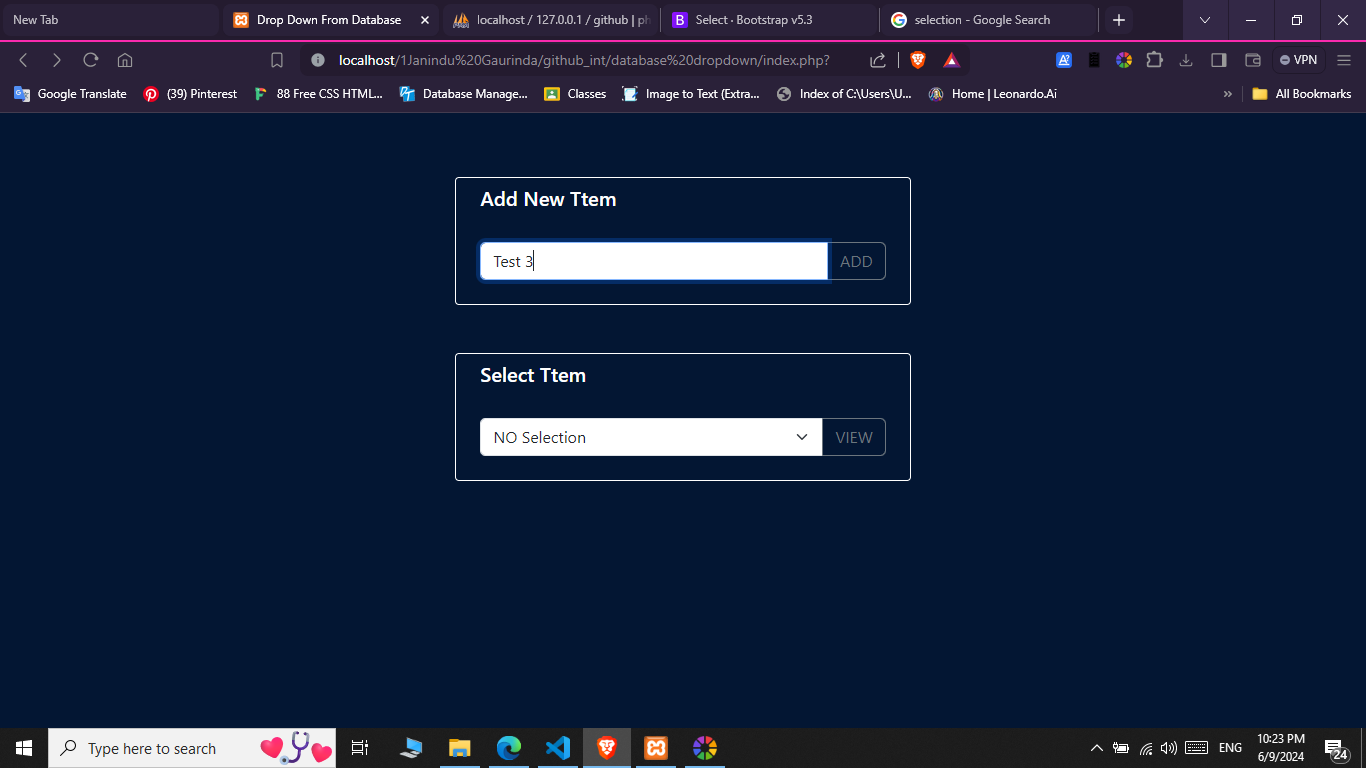 New Tab
Drop Down From Database
localhost / 127.0.0.1 / github | ph
Select · Bootstrap v5.3
selection - Google Search
localhost/1Janindu%20Gaurinda/github_int/database%20dropdown/index.php?
VPN
Google Translate
(39) Pinterest
88 Free CSS HTML...
Database Manage...
Classes
Image to Text (Extra...
Index of C:\Users\U...
Home | Leonardo.Ai
»
All Bookmarks
Add New Ttem
Test 3
ADD
Select Ttem
NO Selection
VIEW
Type here to search
ENG
10:23 PM
6/9/2024
24